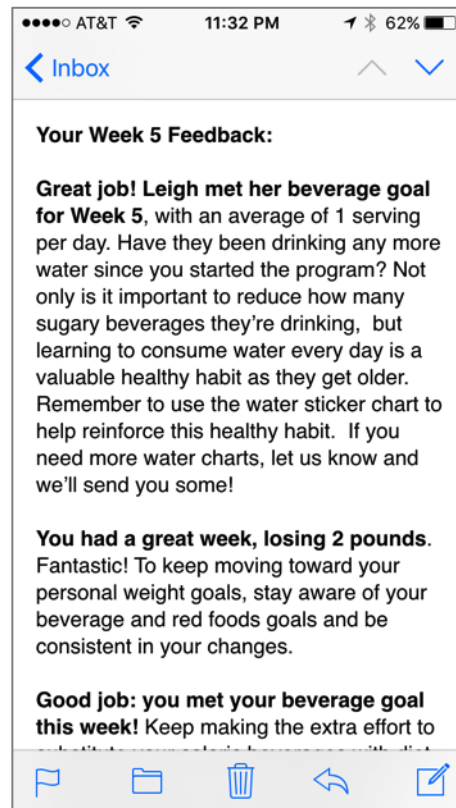 AT&T 11:32 PM 62%
Inbox
Your Week 5 Feedback:
Great job! Leigh met her beverage goal
for Week 5, with an average of 1 serving
per day. Have they been drinking any more
water since you started the program? Not
only is it important to reduce how many
sugary beverages they're drinking,  but
learning to consume water every day is a
valuable healthy habit as they get older.
Remember to use the water sticker chart to
help reinforce this healthy habit.  If you
need more water charts, let us know and
we'll send you some!
You had a great week, losing 2 pounds.
Fantastic! To keep moving toward your
personal weight goals, stay aware of your
beverage and red foods goals and be
consistent in your changes.
Good job: you met your beverage goal
this week! Keep making the extra effort to